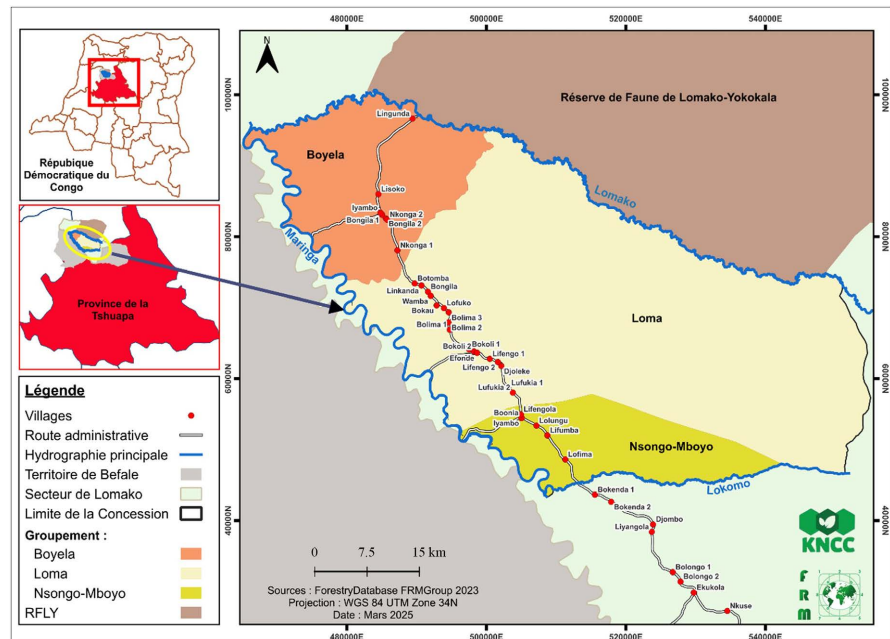 République
Démocratique du
Congo
Province de la
Tshuapa
Légende
Villages
Route administrative
Hydrographie principale
Territoire de Befale
Secteur de Lomako
Limite de la Concession
Groupement :
Boyela
Loma
Nsongo-Mboyo
RFLY
480000E
500000E
520000E
540000E
N
100000N
100000N
80000N
80000N
60000N
60000N
40000N
40000N
Réserve de Faune de Lomako-Yokokala
Lingunda
Boyela
Lomako
Lisoko
Iyambo
Nkonga 2
Bongila 1
Bongila 2
Maringa
Nkonga 1
Botomba
Linkanda
Bongila
Wamba
Lofuko
Bokau
Bolima 3
Loma
Bolima 1
Bolima 2
Bokoli 1
Bokoli 2
Lifengo 1
Efonde
Lifengo 2
Djoleke
Lufukia 1
Lufukla 2
Lifengola
Boonia
Iyambo
Lolungu
Lifumba
Nsongo-Mboyo
Lofima
Lokomo
Bokenda 1
Bokenda 2
Djombo
Liyangola
Bolongo 1
Bolongo 2
Ekukola
Nkuse
0 7.5 15 km
Sources : ForestryDatabase FRMGroup 2023
Projection : WGS 84 UTM Zone 34N
Date : Mars 2025
KNCC
F
R
M
480000E
500000E
520000E
540000E